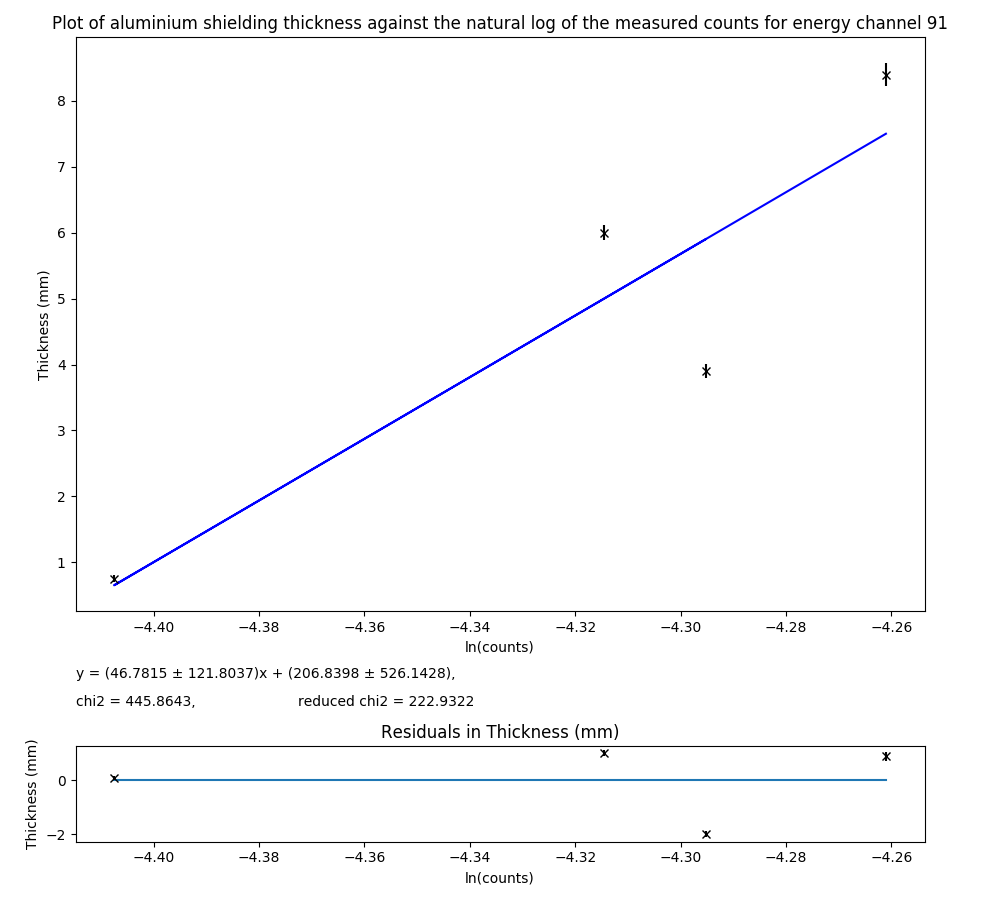 Plot of aluminium shielding thickness against the natural log of the measured counts for energy channel 91
8
7
6
5
4
3
2
1
Thickness (mm)
−4.40 −4.38 −4.36 −4.34 −4.32 −4.30 −4.28 −4.26
ln(counts)
y = (46.7815 ± 121.8037)x + (206.8398 ± 526.1428),
chi2 = 445.8643, reduced chi2 = 222.9322
Residuals in Thickness (mm)
0
−2
Thickness (mm)
−4.40 −4.38 −4.36 −4.34 −4.32 −4.30 −4.28 −4.26
ln(counts)